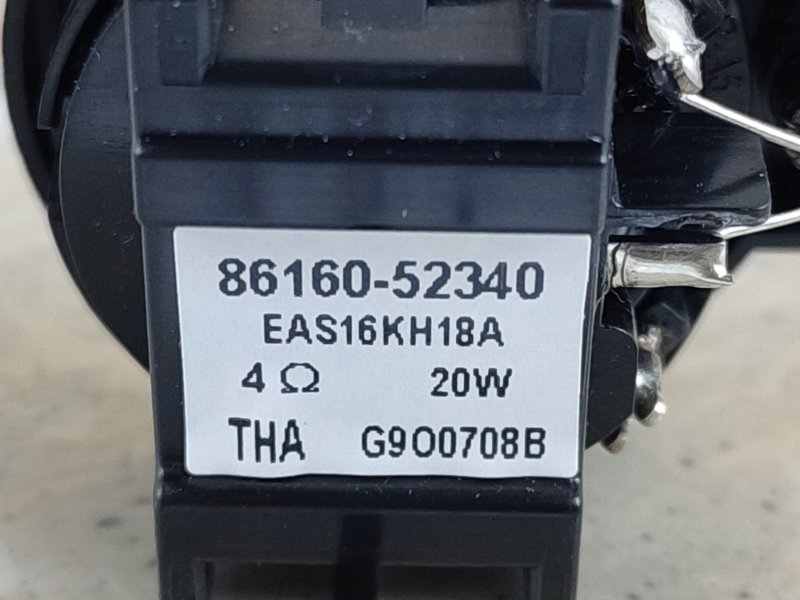 86160-52340
EAS16KH18A
4 Ω 20W
THA G9O0708B